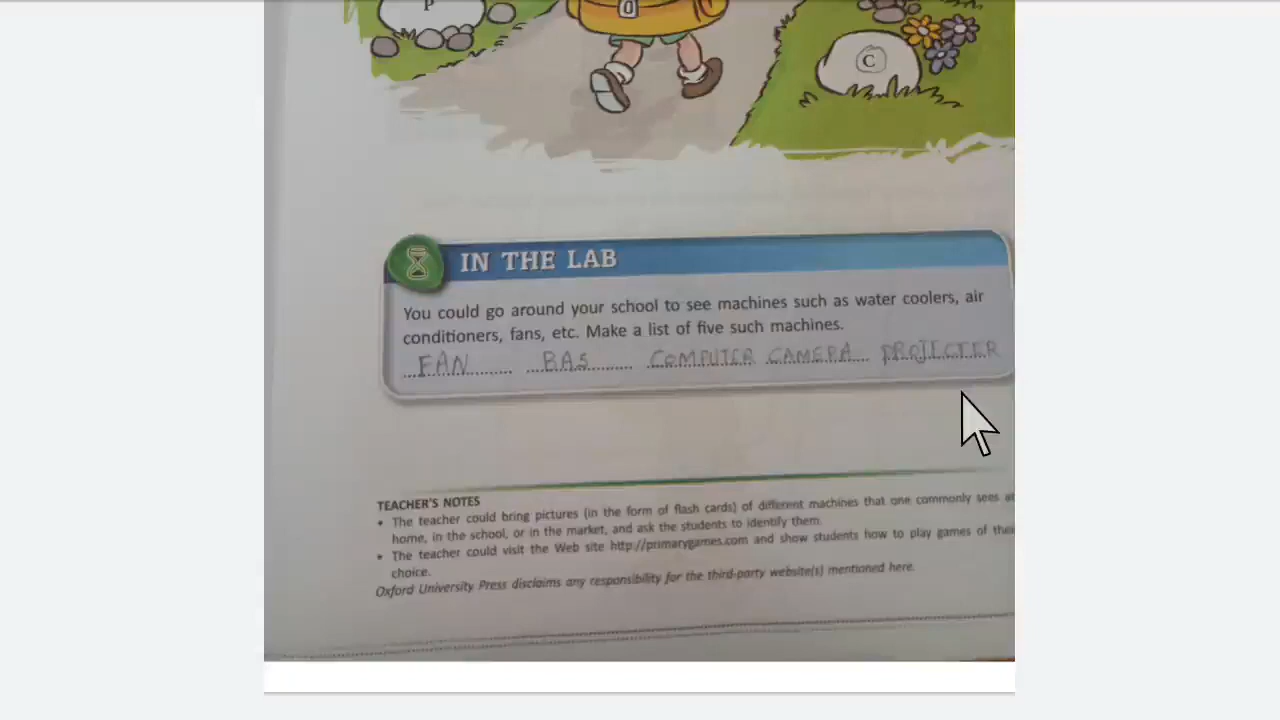 P
C
IN THE LAB
You could go around your school to see machines such as water coolers, air
conditioners, fans, etc. Make a list of five such machines.
FAN BAS COMPUTER CAMERA PROJECTER
TEACHER'S NOTES
• The teacher could bring pictures (in the form of flash cards) of different machines that one commonly sees at
home, in the school, or in the market, and ask the students to identify them.
• The teacher could visit the Web site http://primarygames.com and show students how to play games of their
choice.
Oxford University Press disclaims any responsibility for the third-party website(s) mentioned here.